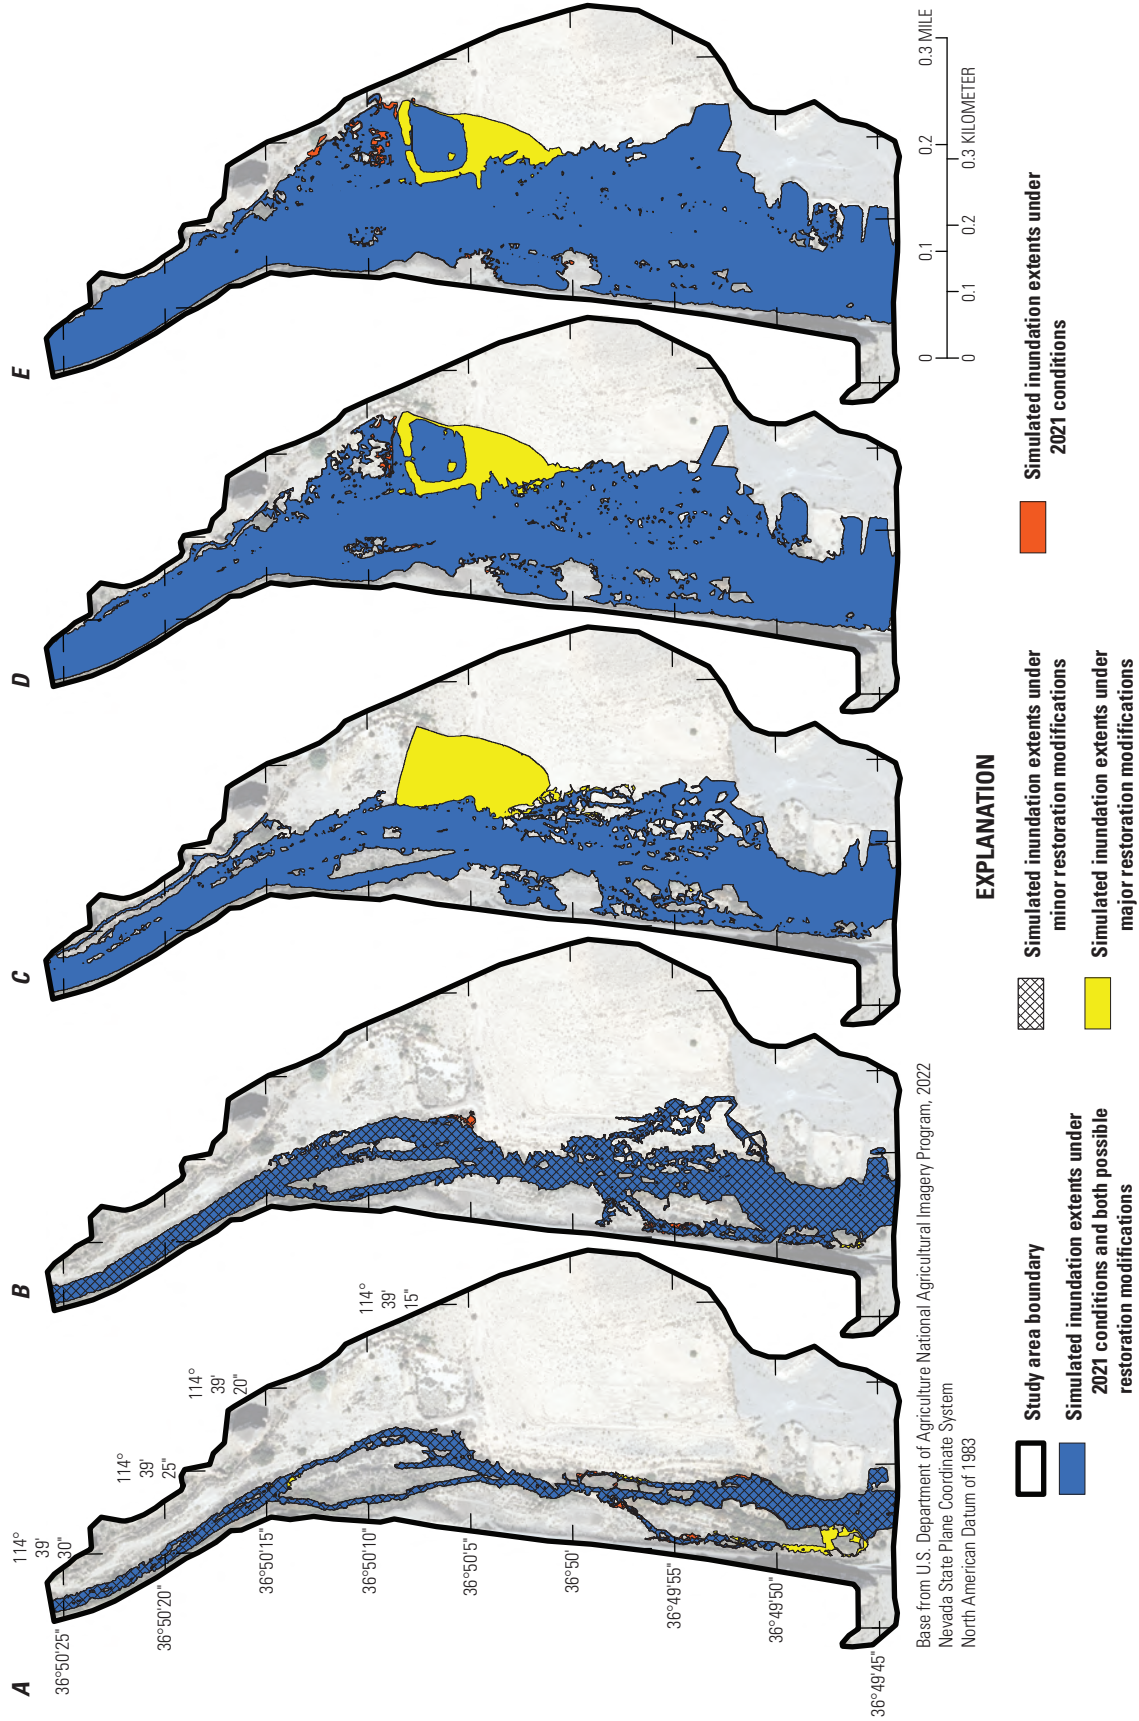 A
B
C
D
E
114°
39'
30"
114°
39'
25"
114°
39'
20"
114°
39'
15"
36°50'25"
36°50'20"
36°50'15"
36°50'10"
36°50'5"
36°50'
36°49'55"
36°49'50"
36°49'45"
Base from U.S. Department of Agriculture National Agricultural Imagery Program, 2022
Nevada State Plane Coordinate System
North American Datum of 1983
0 0.1 0.2 0.3 MILE
0 0.1 0.2 0.3 KILOMETER
EXPLANATION
Study area boundary
Simulated inundation extents under
2021 conditions and both possible
restoration modifications
Simulated inundation extents under
minor restoration modifications
Simulated inundation extents under
major restoration modifications
Simulated inundation extents under
2021 conditions